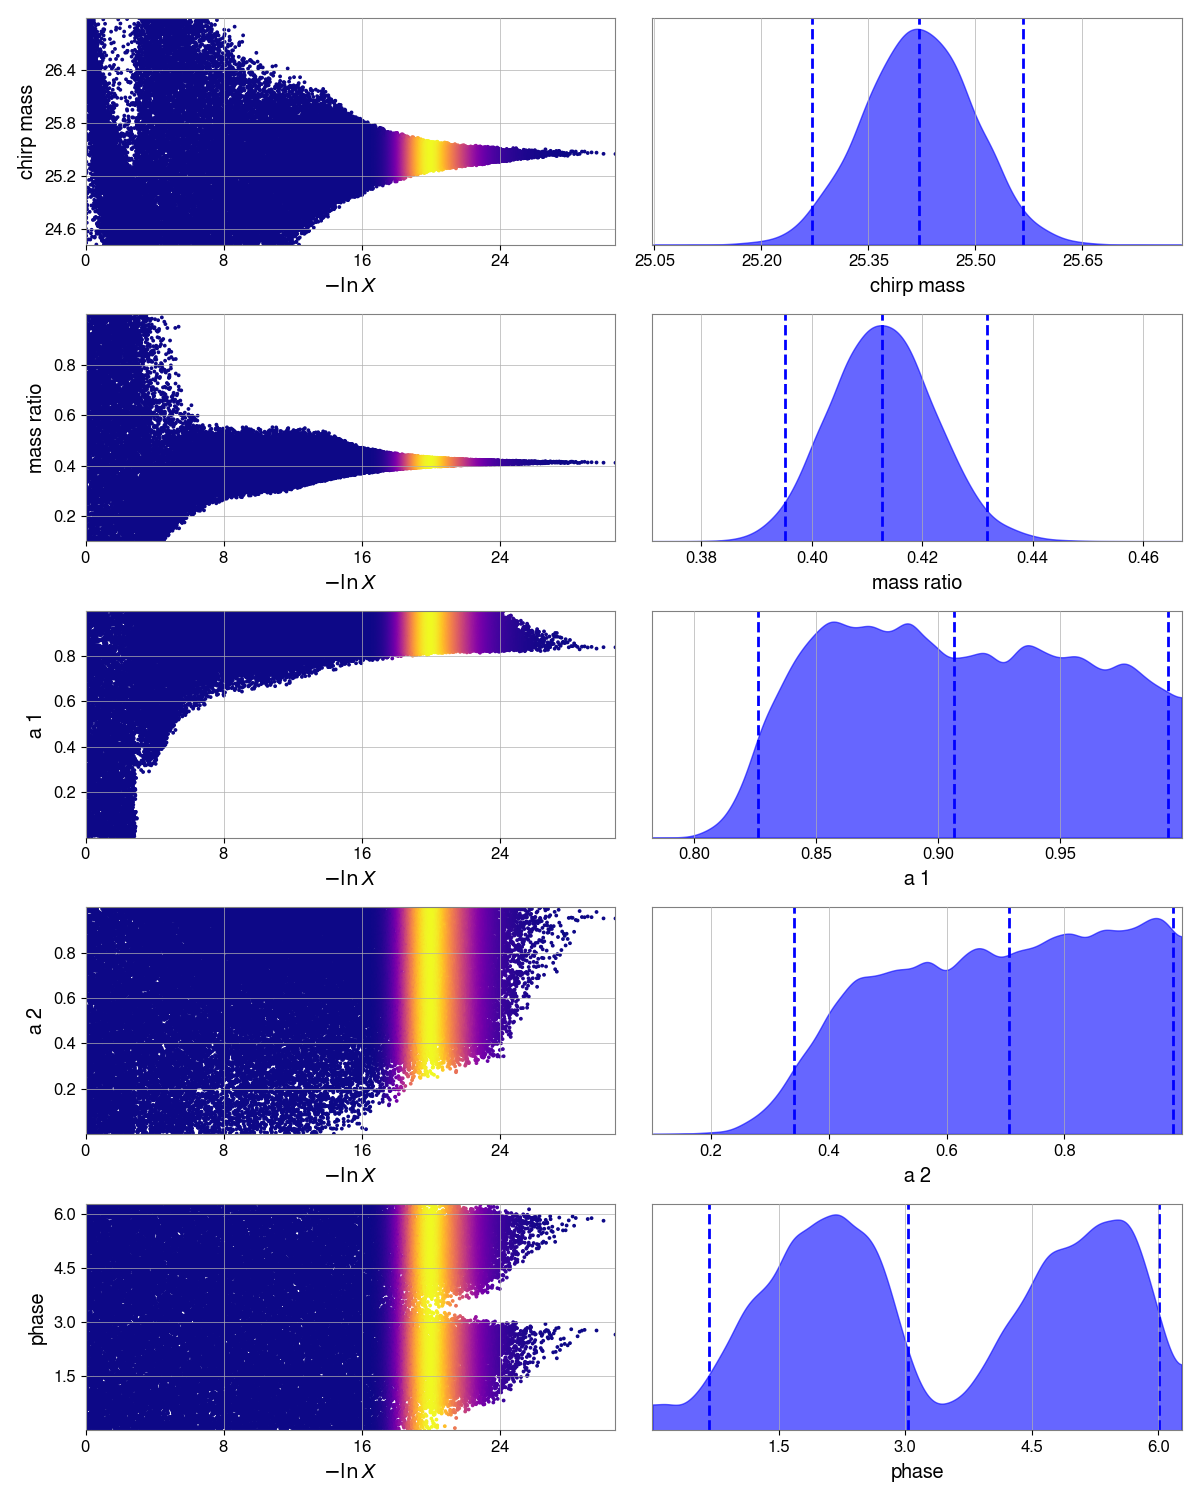 26.4
25.8
25.2
24.6
chirp mass
0 8 16 24
−ln X
25.05 25.20 25.35 25.50 25.65
chirp mass
0.8
0.6
0.4
0.2
mass ratio
0 8 16 24
−ln X
0.38 0.40 0.42 0.44 0.46
mass ratio
0.8
0.6
0.4
0.2
a 1
0 8 16 24
−ln X
0.80 0.85 0.90 0.95
a 1
0.8
0.6
0.4
0.2
a 2
0 8 16 24
−ln X
0.2 0.4 0.6 0.8
a 2
6.0
4.5
3.0
1.5
phase
0 8 16 24
−ln X
1.5 3.0 4.5 6.0
phase